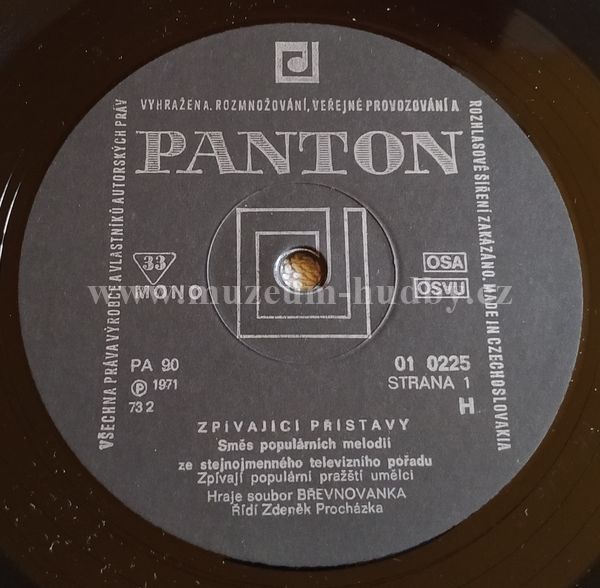 VYHRAŽENA. ROZMNOŽOVÁNÍ, VEŘEJNÉ PROVOZOVÁNÍ A
ROZHLASOVÉ ŠÍŘENÍ ZAKÁZÁNO. MADE IN CZECHOSLOVAKIA
VŠECHNA PRÁVA VÝROBCE A VLASTNÍKŮ AUTORSKÝCH PRÁV
PANTON
33
MONO
OSA
OSVU
www.muzeum-hudby.cz
PA 90
℗ 1971
73 2
01 0225
STRANA 1
H
ZPÍVAJÍCÍ PŘÍSTAVY
Směs populárních melodií
ze stejnojmenného televizního pořadu
Zpívají populární pražští umělci
Hraje soubor BŘEVNOVANKA
Řídí Zdeněk Procházka